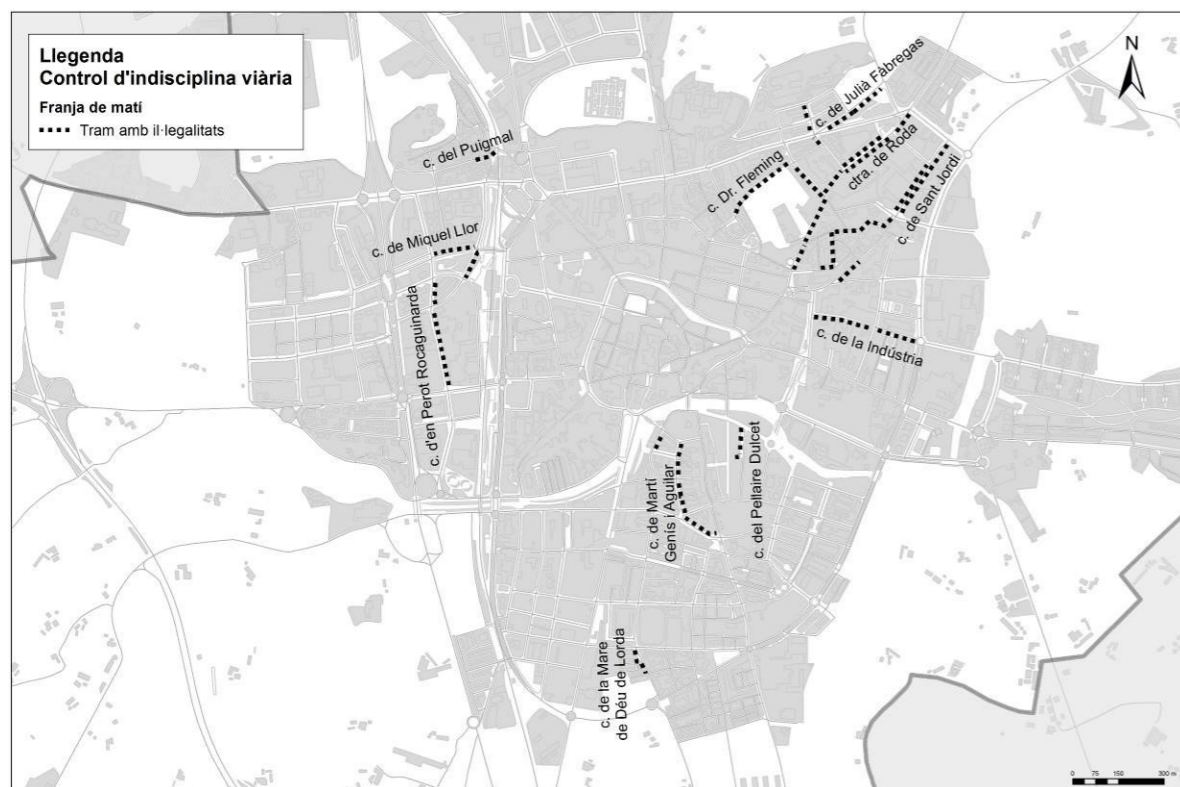 Llegenda
Control d'indisciplina viària
Franja de matí
Tram amb il·legalitats
N
c. de Julià Fàbregas
c. del Puigmal
ctra. de Roda
c. Dr. Fleming
c. de Sant Jordi
c. de Miquel Llor
c. d'en Perot Rocaguinarda
c. de la Indústria
c. de Martí
Genís i Aguilar
c. del Pellaire Dulcet
c. de la Mare
de Déu de Lorda
0 75 150 300 m